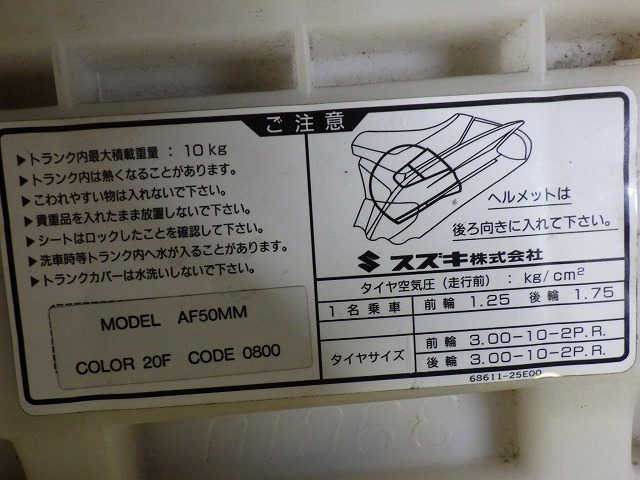 ご注意
▶トランク内最大積載重量：10kg
▶トランク内は熱くなることがあります。
▶こわれやすい物は入れないで下さい。
▶貴重品を入れたまま放置しないで下さい。
▶シートはロックしたことを確認して下さい。
▶洗車時等トランク内へ水が入ることがあります。
▶トランクカバーは水洗いしないで下さい。
MODEL AF50MM
COLOR 20F CODE 0800
ヘルメットは
後ろ向きに入れて下さい。
スズキ株式会社
タイヤ空気圧（走行前）：kg/cm²
1名乗車 前輪 1.25 後輪 1.75
タイヤサイズ
前輪 3.00-10-2P.R.
後輪 3.00-10-2P.R.
68611-25E00